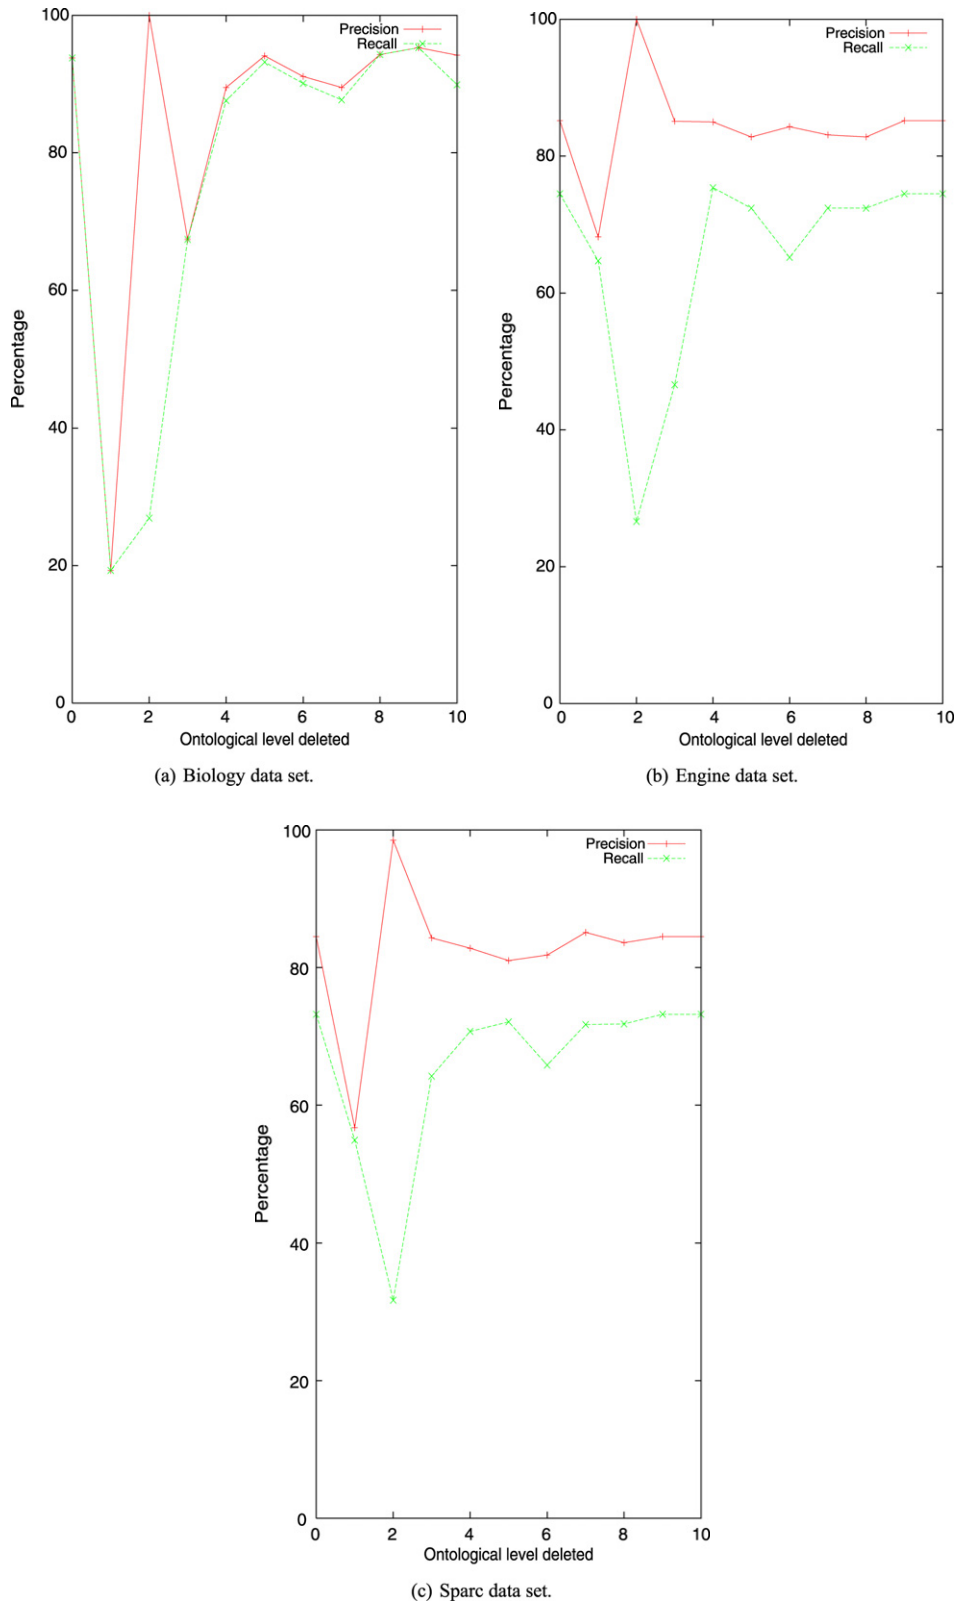 100
80
60
40
20
0
Percentage
Precision
Recall
0 2 4 6 8 10
Ontological level deleted
(a) Biology data set.
100
80
60
40
20
0
Percentage
Precision
Recall
0 2 4 6 8 10
Ontological level deleted
(b) Engine data set.
100
80
60
40
20
0
Percentage
Precision
Recall
0 2 4 6 8 10
Ontological level deleted
(c) Sparc data set.